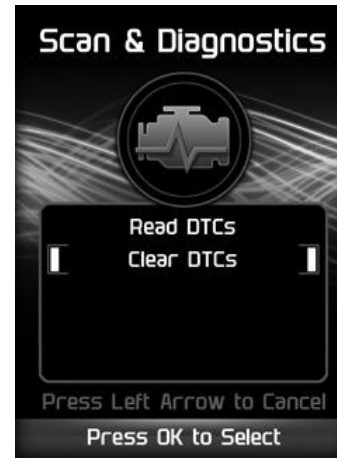 Scan & Diagnostics
Read DTCs
Clear DTCs
Press Left Arrow to Cancel
Press OK to Select